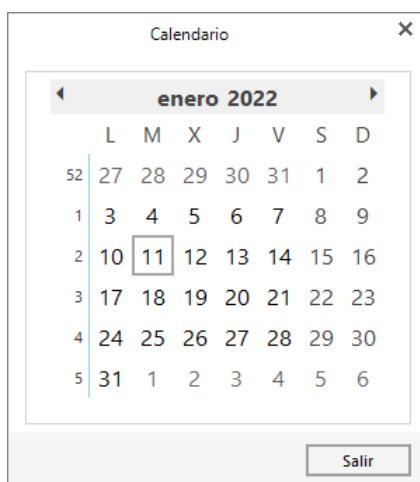 Calendario
enero 2022
L M X J V S D
52 27 28 29 30 31 1 2
1 3 4 5 6 7 8 9
2 10 11 12 13 14 15 16
3 17 18 19 20 21 22 23
4 24 25 26 27 28 29 30
5 31 1 2 3 4 5 6
Salir